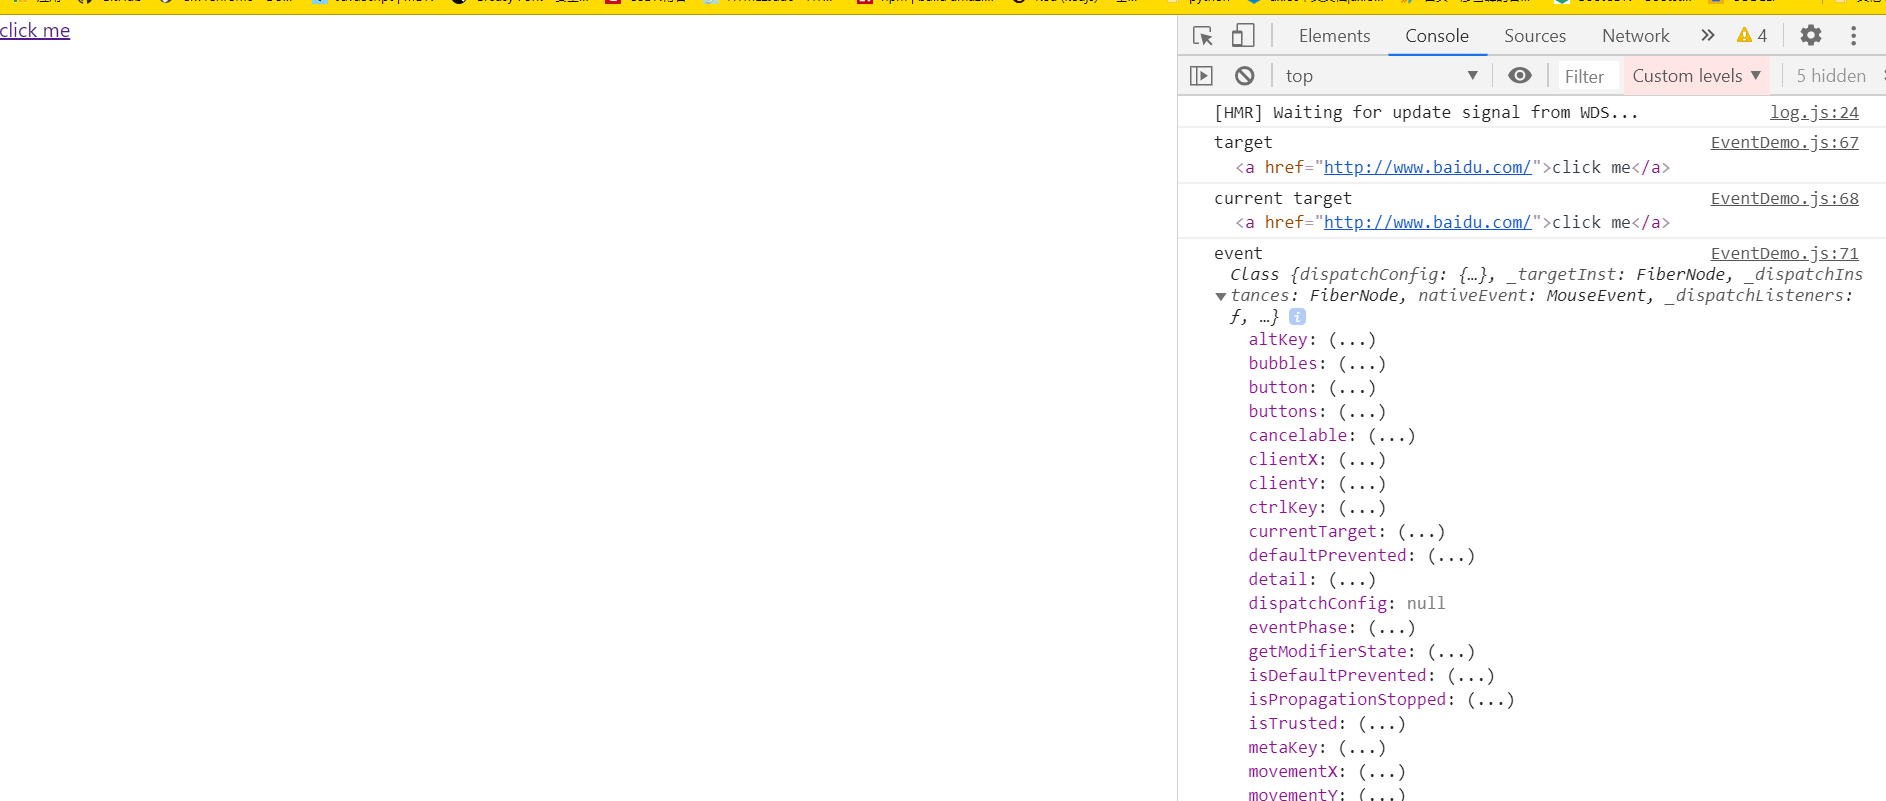 click me
Elements Console Sources Network 4
top Filter Custom levels 5 hidden
[HMR] Waiting for update signal from WDS... log.js:24
target EventDemo.js:67
<a href="http://www.baidu.com/">click me</a>
current target EventDemo.js:68
<a href="http://www.baidu.com/">click me</a>
event EventDemo.js:71
Class {dispatchConfig: {…}, _targetInst: FiberNode, _dispatchIns
tances: FiberNode, nativeEvent: MouseEvent, _dispatchListeners:
ƒ, …} i
altKey: (...)
bubbles: (...)
button: (...)
buttons: (...)
cancelable: (...)
clientX: (...)
clientY: (...)
ctrlKey: (...)
currentTarget: (...)
defaultPrevented: (...)
detail: (...)
dispatchConfig: null
eventPhase: (...)
getModifierState: (...)
isDefaultPrevented: (...)
isPropagationStopped: (...)
isTrusted: (...)
metaKey: (...)
movementX: (...)
movementY: (...)